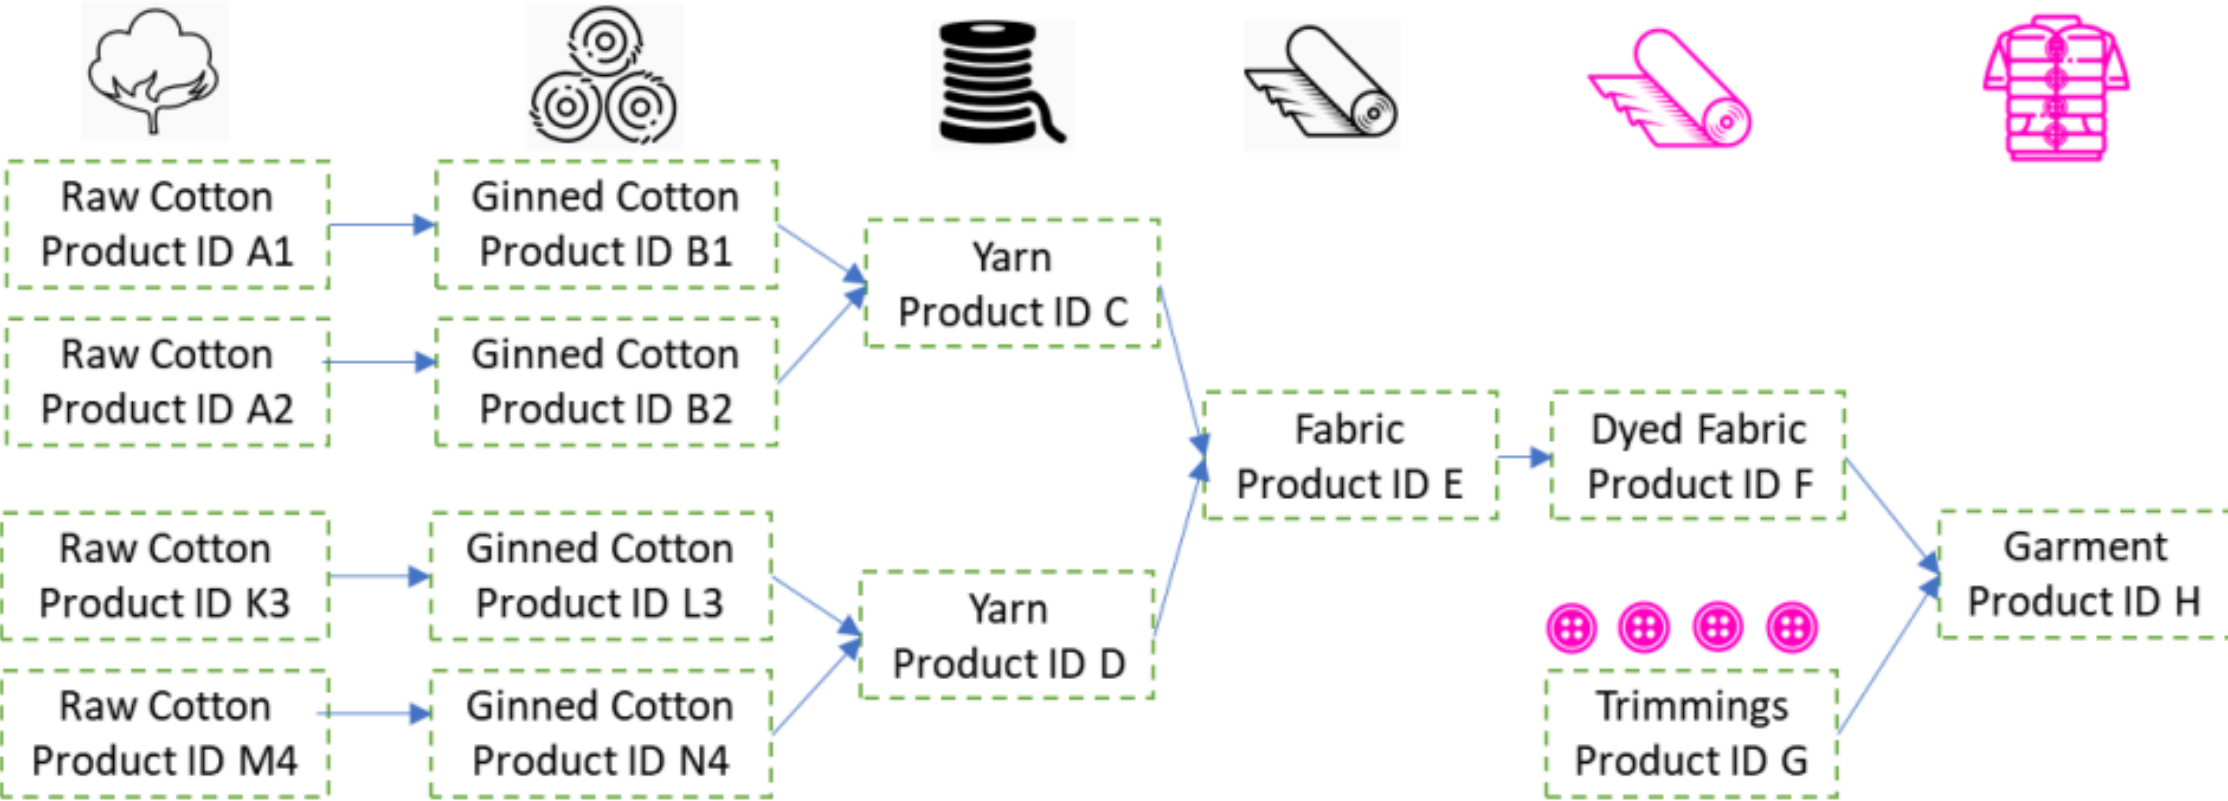 Raw Cotton
Product ID A1
Ginned Cotton
Product ID B1
Raw Cotton
Product ID A2
Ginned Cotton
Product ID B2
Yarn
Product ID C
Raw Cotton
Product ID K3
Ginned Cotton
Product ID L3
Raw Cotton
Product ID M4
Ginned Cotton
Product ID N4
Yarn
Product ID D
Fabric
Product ID E
Dyed Fabric
Product ID F
Trimmings
Product ID G
Garment
Product ID H